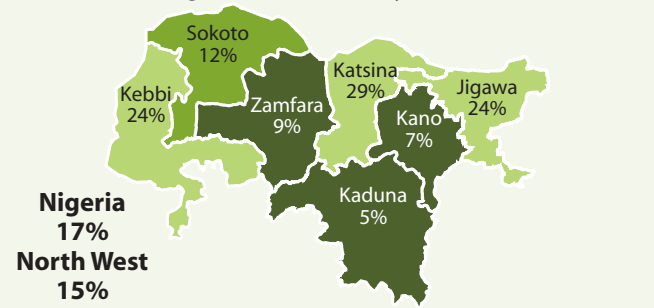 Sokoto
12%
Kebbi
24%
Zamfara
9%
Katsina
29%
Kano
7%
Jigawa
24%
Kaduna
5%
Nigeria
17%
North West
15%